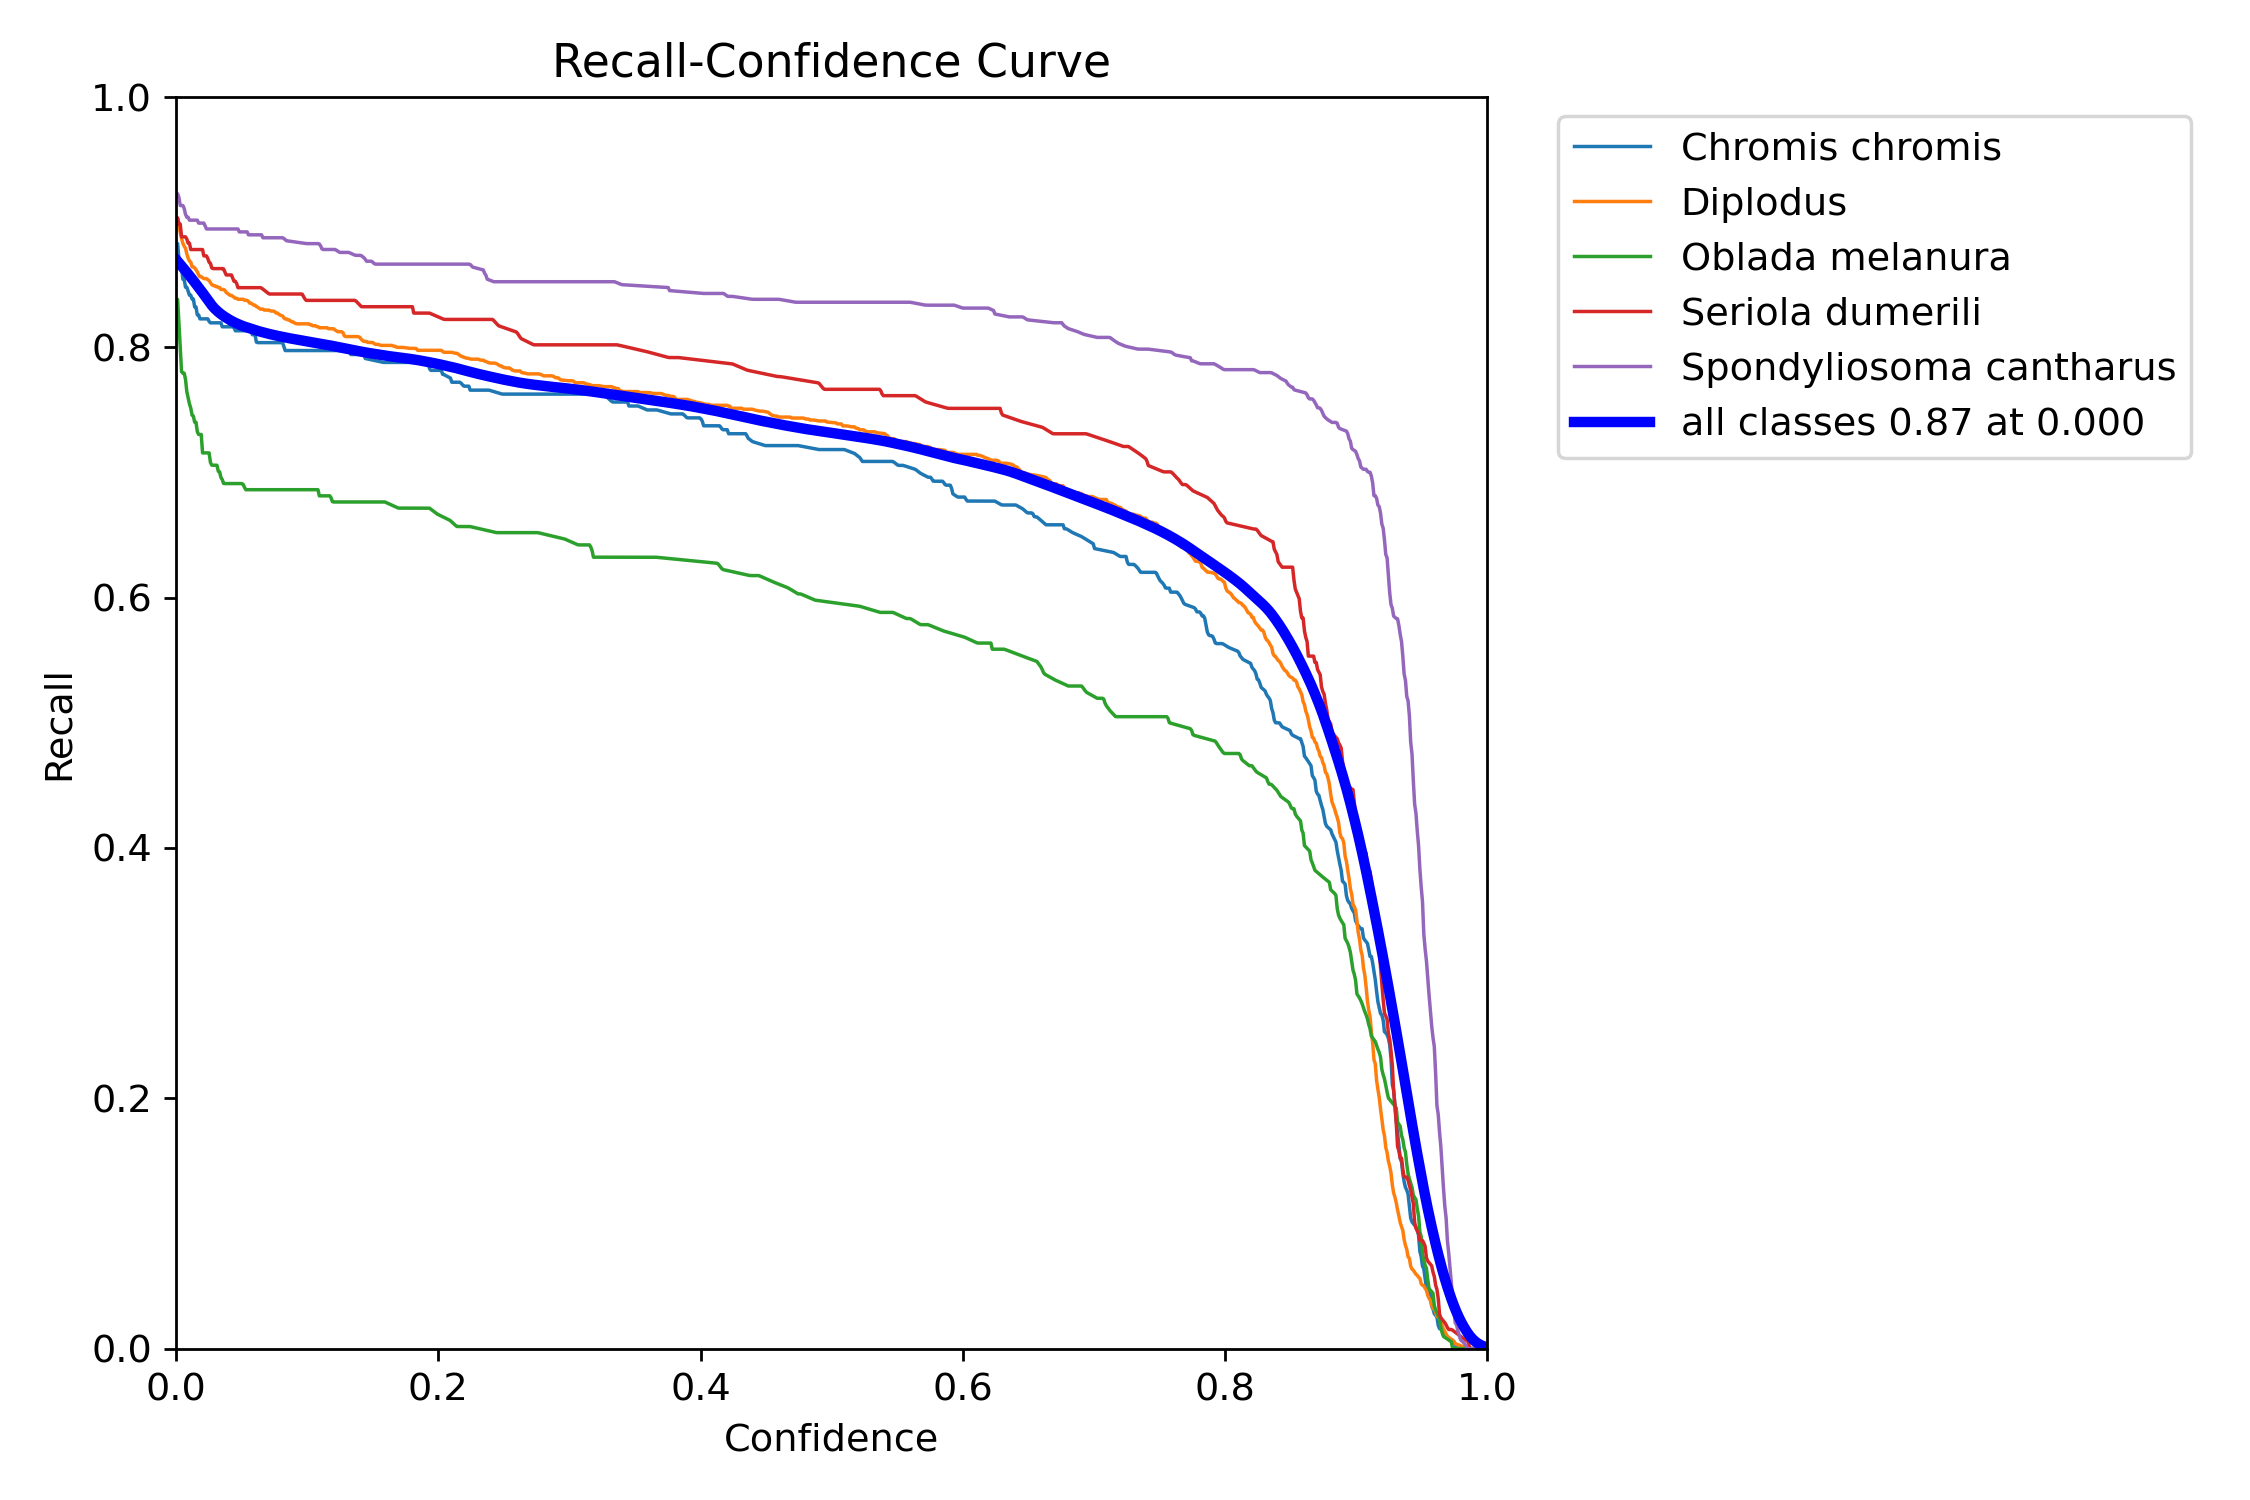 Recall-Confidence Curve
1.0
0.8
0.6
0.4
0.2
0.0
Recall
0.0 0.2 0.4 0.6 0.8 1.0
Confidence
Chromis chromis
Diplodus
Oblada melanura
Seriola dumerili
Spondyliosoma cantharus
all classes 0.87 at 0.000